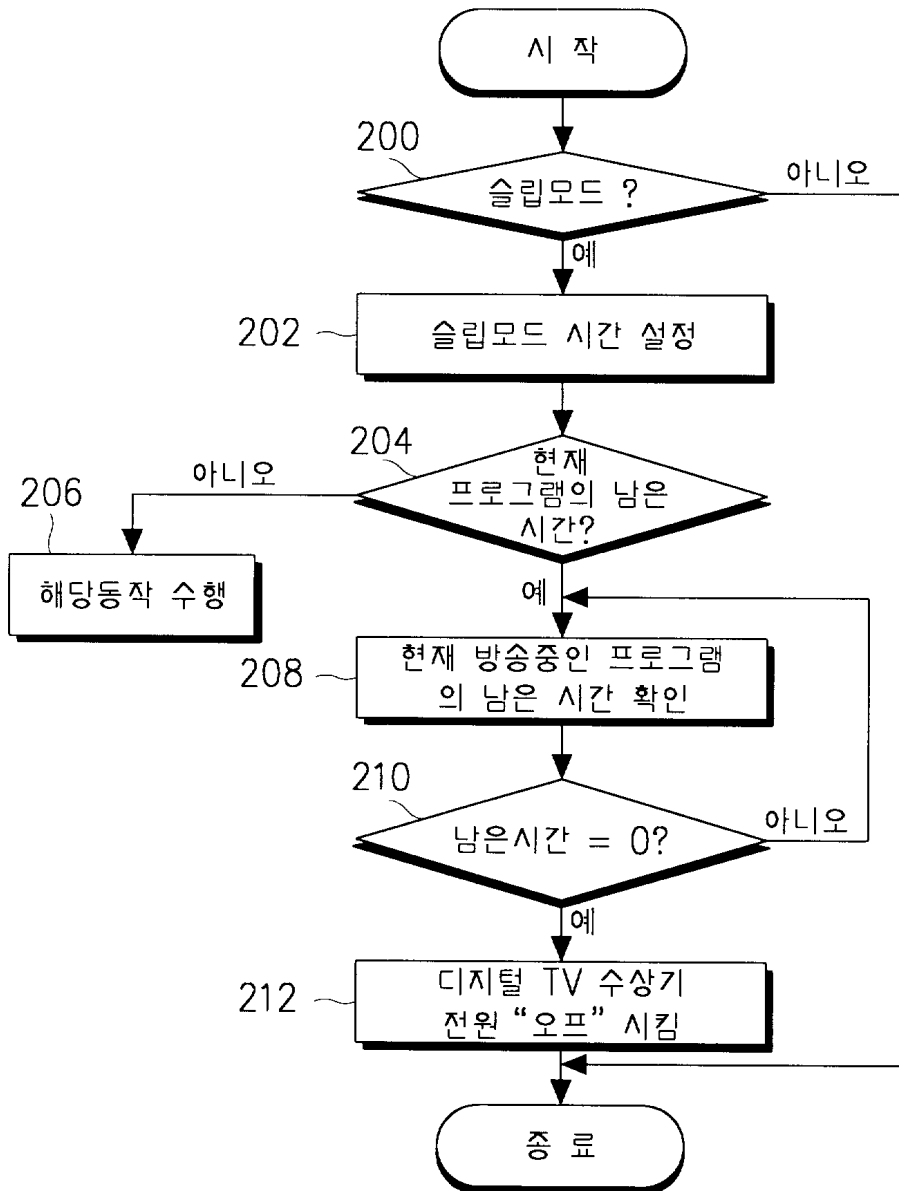 시 작
200
슬립모드 ?
아니오
예
202
슬립모드 시간 설정
204
현재
프로그램의 남은
시간?
아니오
206
해당동작 수행
예
208
현재 방송중인 프로그램
의 남은 시간 확인
210
남은시간 = 0?
아니오
예
212
디지털 TV 수상기
전원 “오프” 시킴
종 료